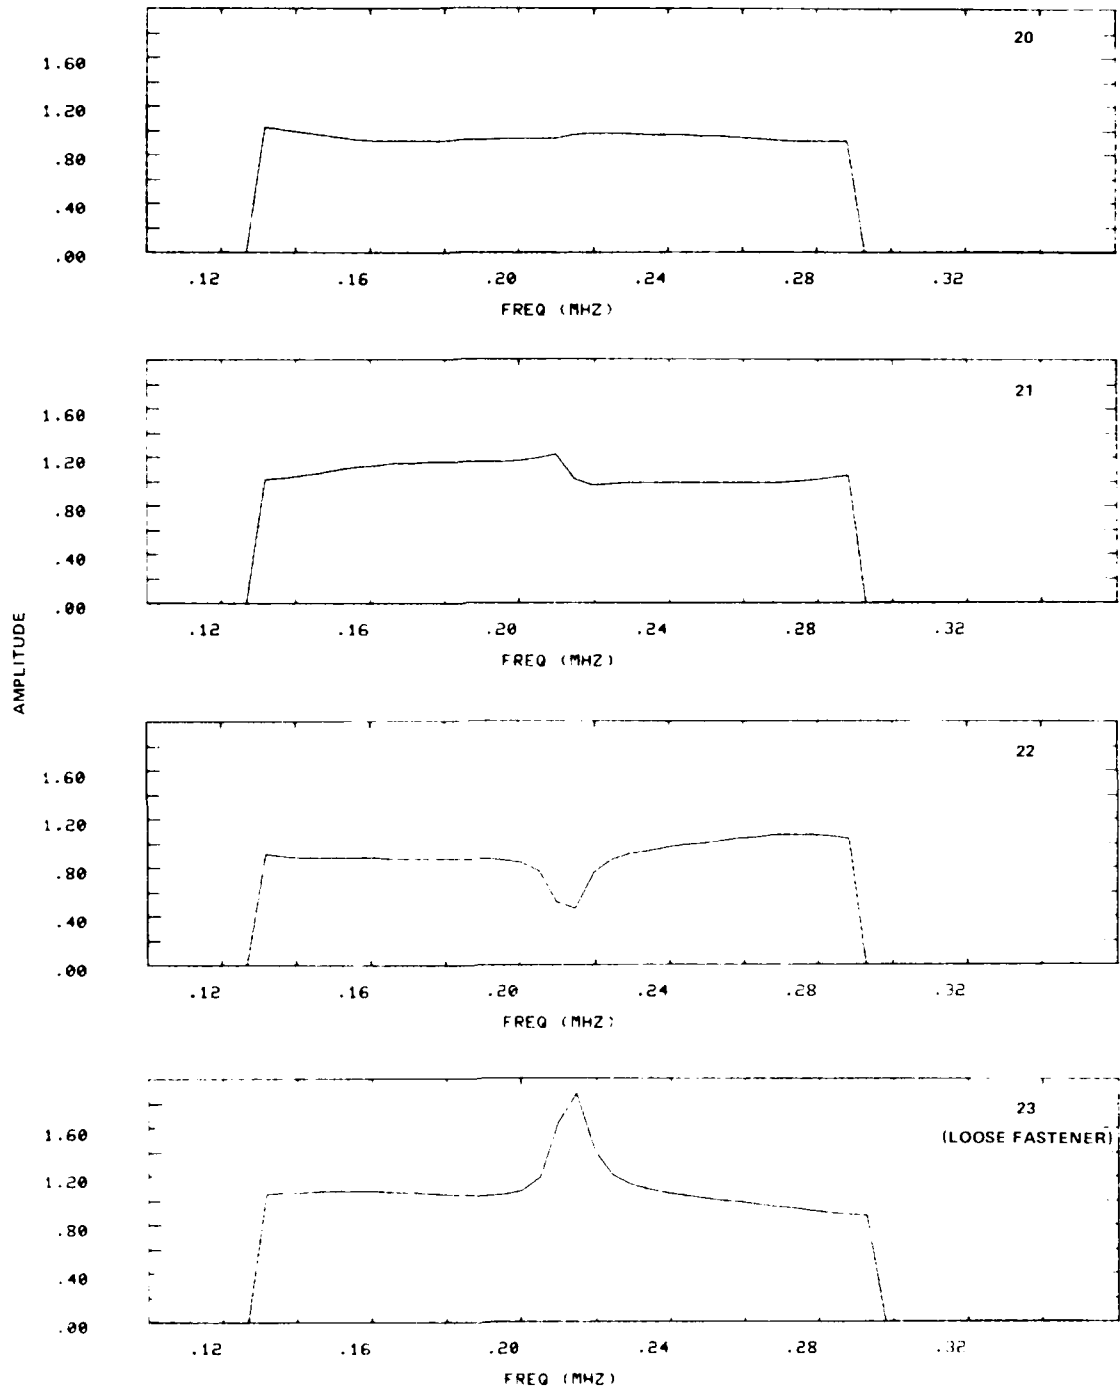 20
1.60
1.20
.80
.40
.00
.12 .16 .20 .24 .28 .32
FREQ (MHZ)
21
1.60
1.20
.80
.40
.00
.12 .16 .20 .24 .28 .32
FREQ (MHZ)
AMPLITUDE
22
1.60
1.20
.80
.40
.00
.12 .16 .20 .24 .28 .32
FREQ (MHZ)
23
(LOOSE FASTENER)
1.60
1.20
.80
.40
.00
.12 .16 .20 .24 .28 .32
FREQ (MHZ)